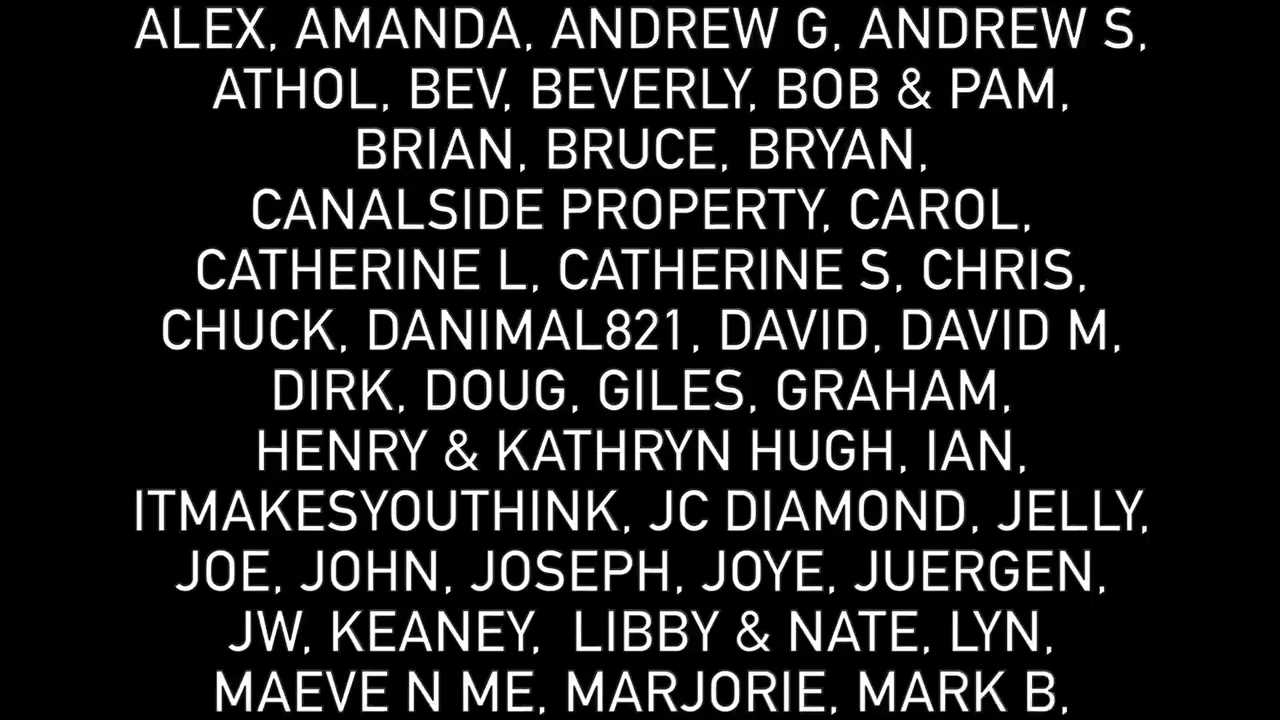 ALEX, AMANDA, ANDREW G, ANDREW S,
ATHOL, BEV, BEVERLY, BOB & PAM,
BRIAN, BRUCE, BRYAN,
CANALSIDE PROPERTY, CAROL,
CATHERINE L, CATHERINE S, CHRIS,
CHUCK, DANIMAL821, DAVID, DAVID M,
DIRK, DOUG, GILES, GRAHAM,
HENRY & KATHRYN HUGH, IAN,
ITMAKESYOUTHINK, JC DIAMOND, JELLY,
JOE, JOHN, JOSEPH, JOYE, JUERGEN,
JW, KEANEY,  LIBBY & NATE, LYN,
MAEVE N ME, MARJORIE, MARK B,